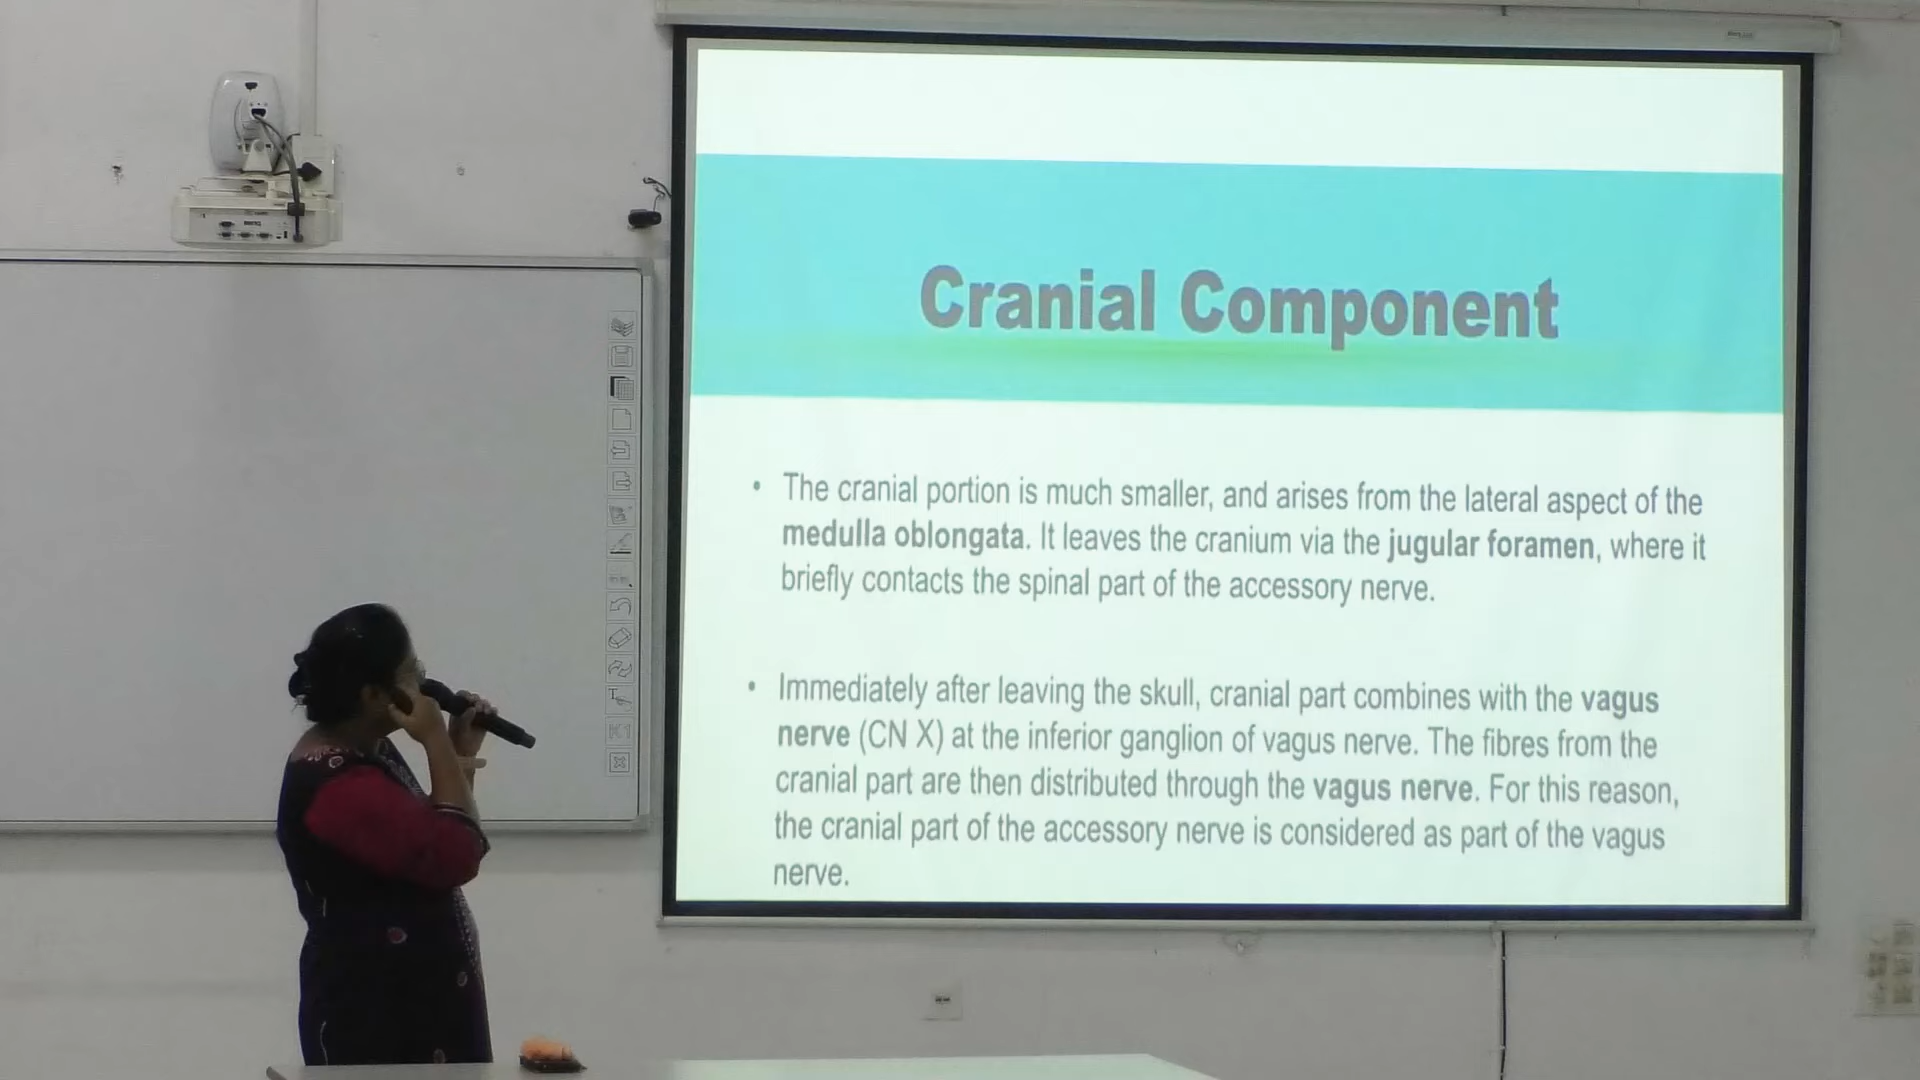 Cranial Component
• The cranial portion is much smaller, and arises from the lateral aspect of the
medulla oblongata. It leaves the cranium via the jugular foramen, where it
briefly contacts the spinal part of the accessory nerve.
• Immediately after leaving the skull, cranial part combines with the vagus
nerve (CN X) at the inferior ganglion of vagus nerve. The fibres from the
cranial part are then distributed through the vagus nerve. For this reason,
the cranial part of the accessory nerve is considered as part of the vagus
nerve.